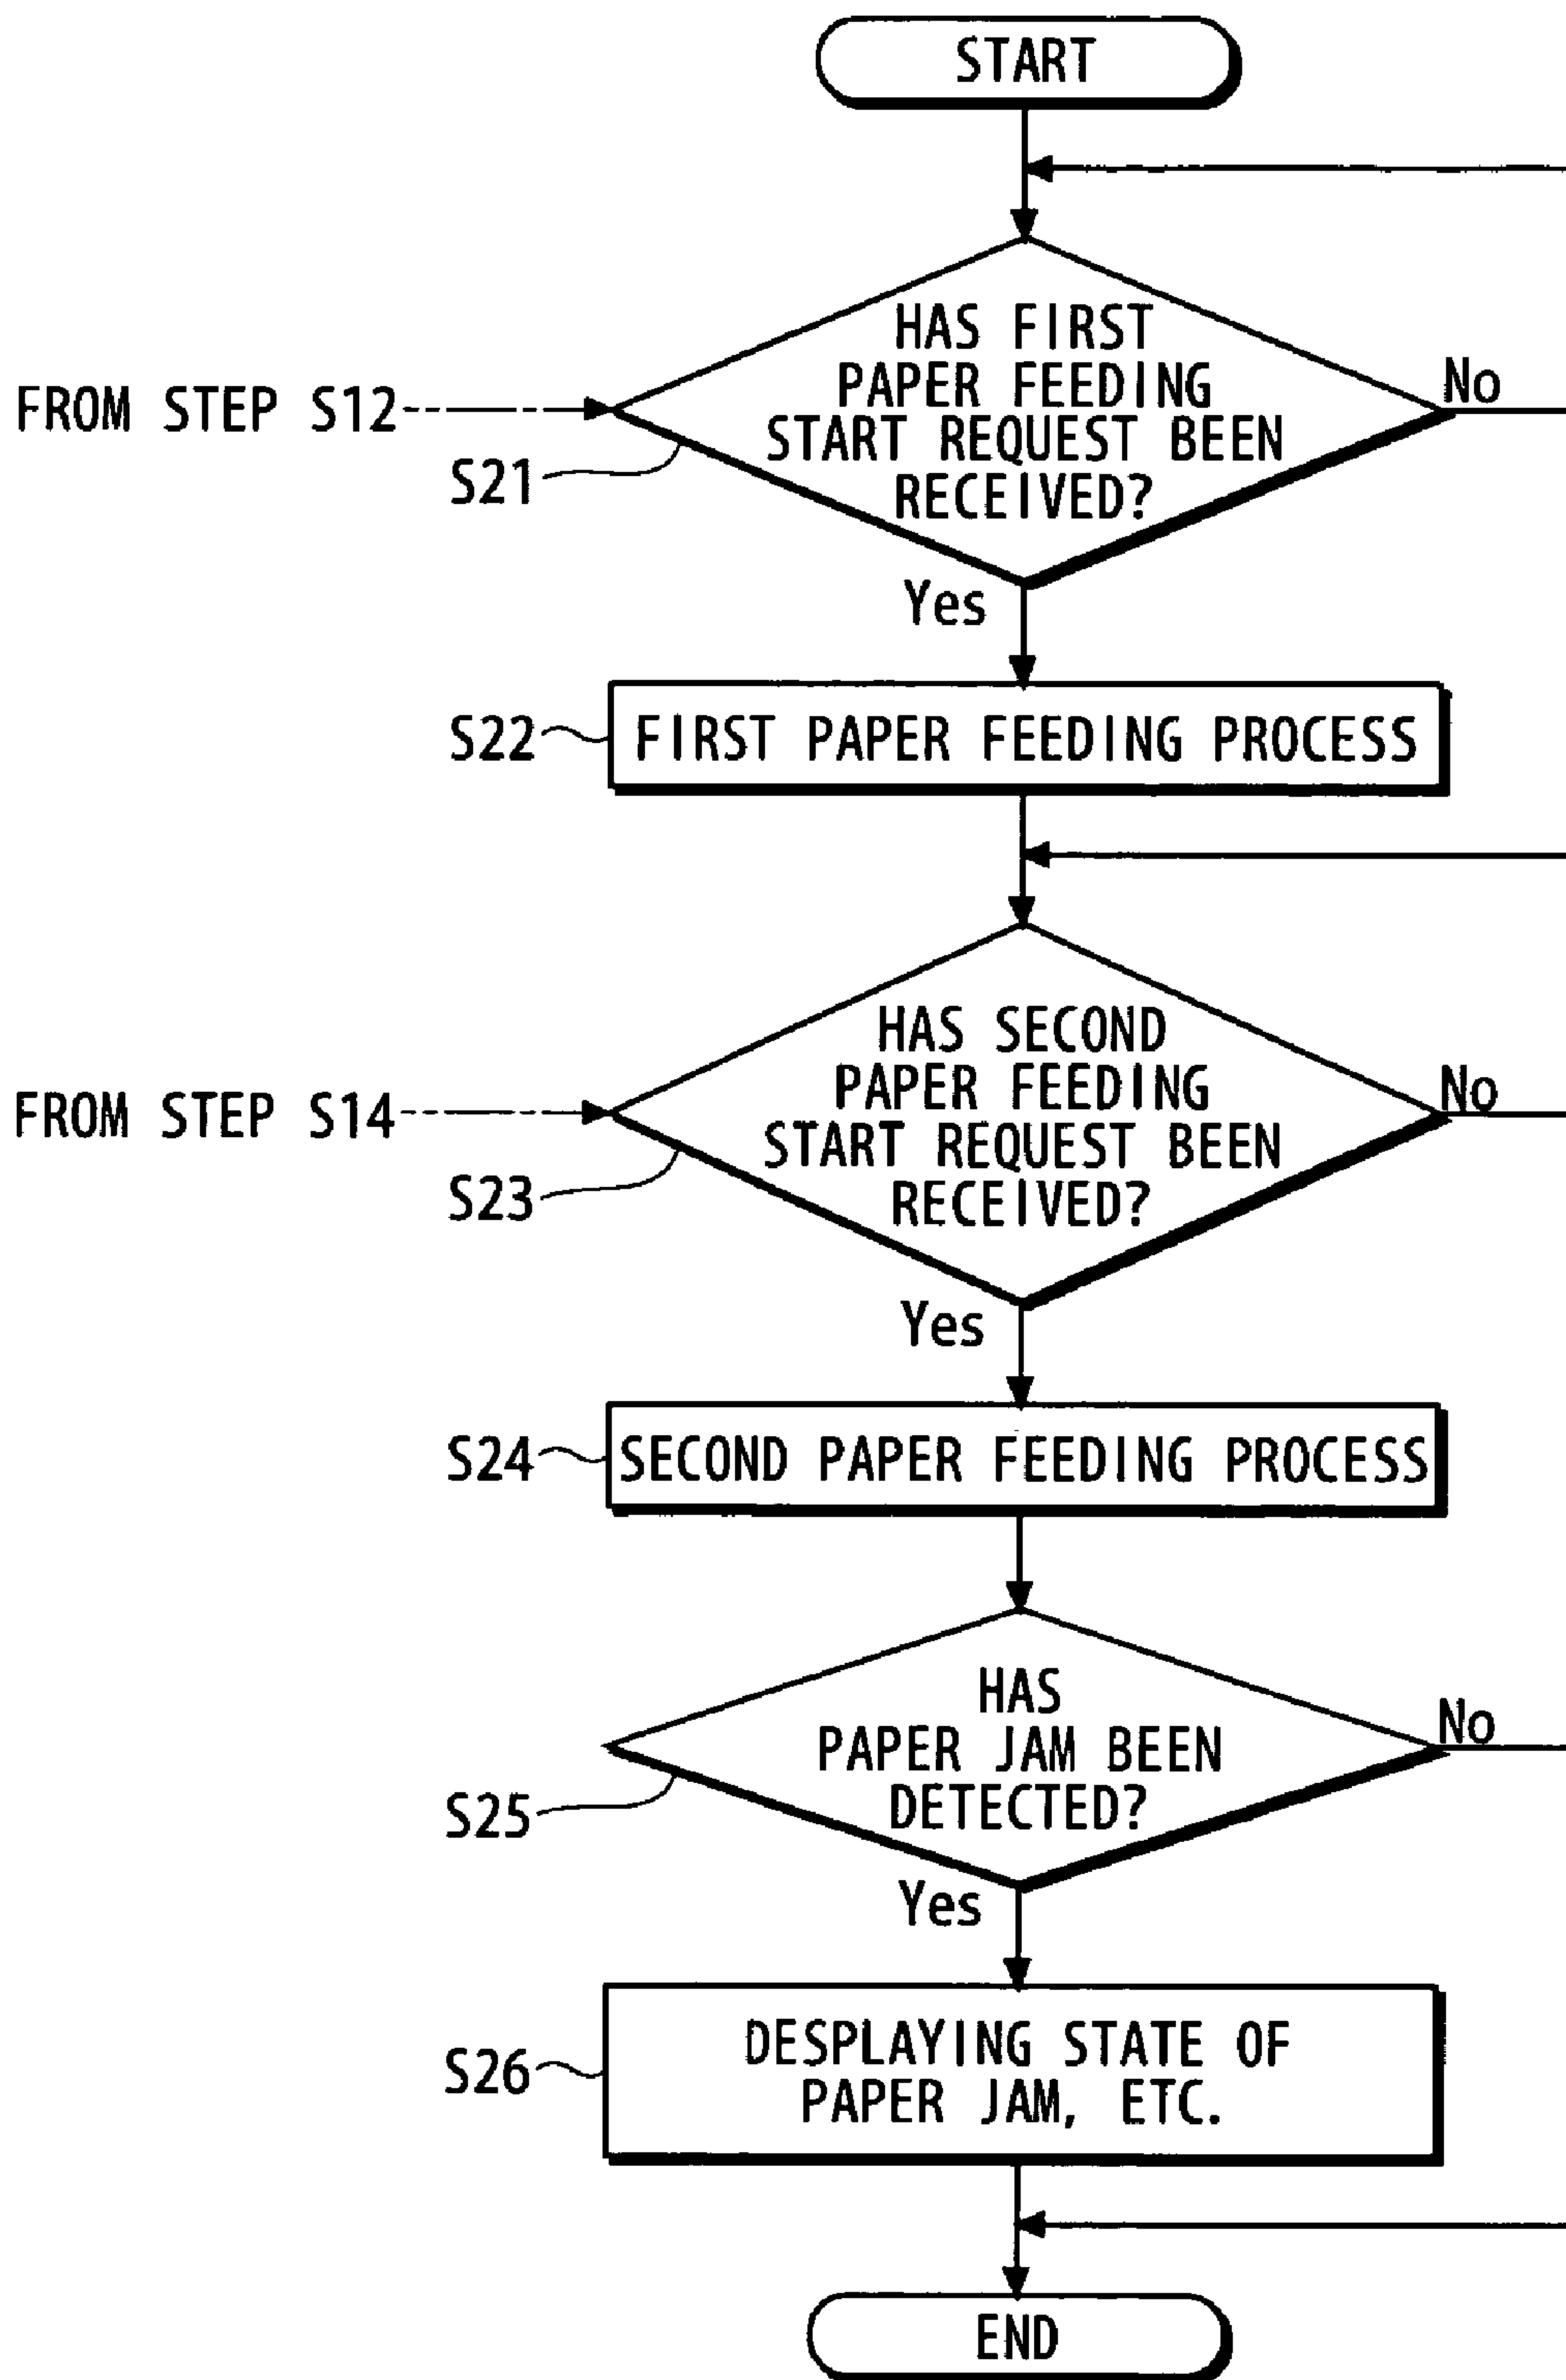 START
HAS FIRST
PAPER FEEDING
START REQUEST BEEN
RECEIVED?
No
FROM STEP S12
S21
Yes
S22
FIRST PAPER FEEDING PROCESS
HAS SECOND
PAPER FEEDING
START REQUEST BEEN
RECEIVED?
No
FROM STEP S14
S23
Yes
S24
SECOND PAPER FEEDING PROCESS
HAS
PAPER JAM BEEN
DETECTED?
No
S25
Yes
S26
DESPLAYING STATE OF
PAPER JAM, ETC.
END